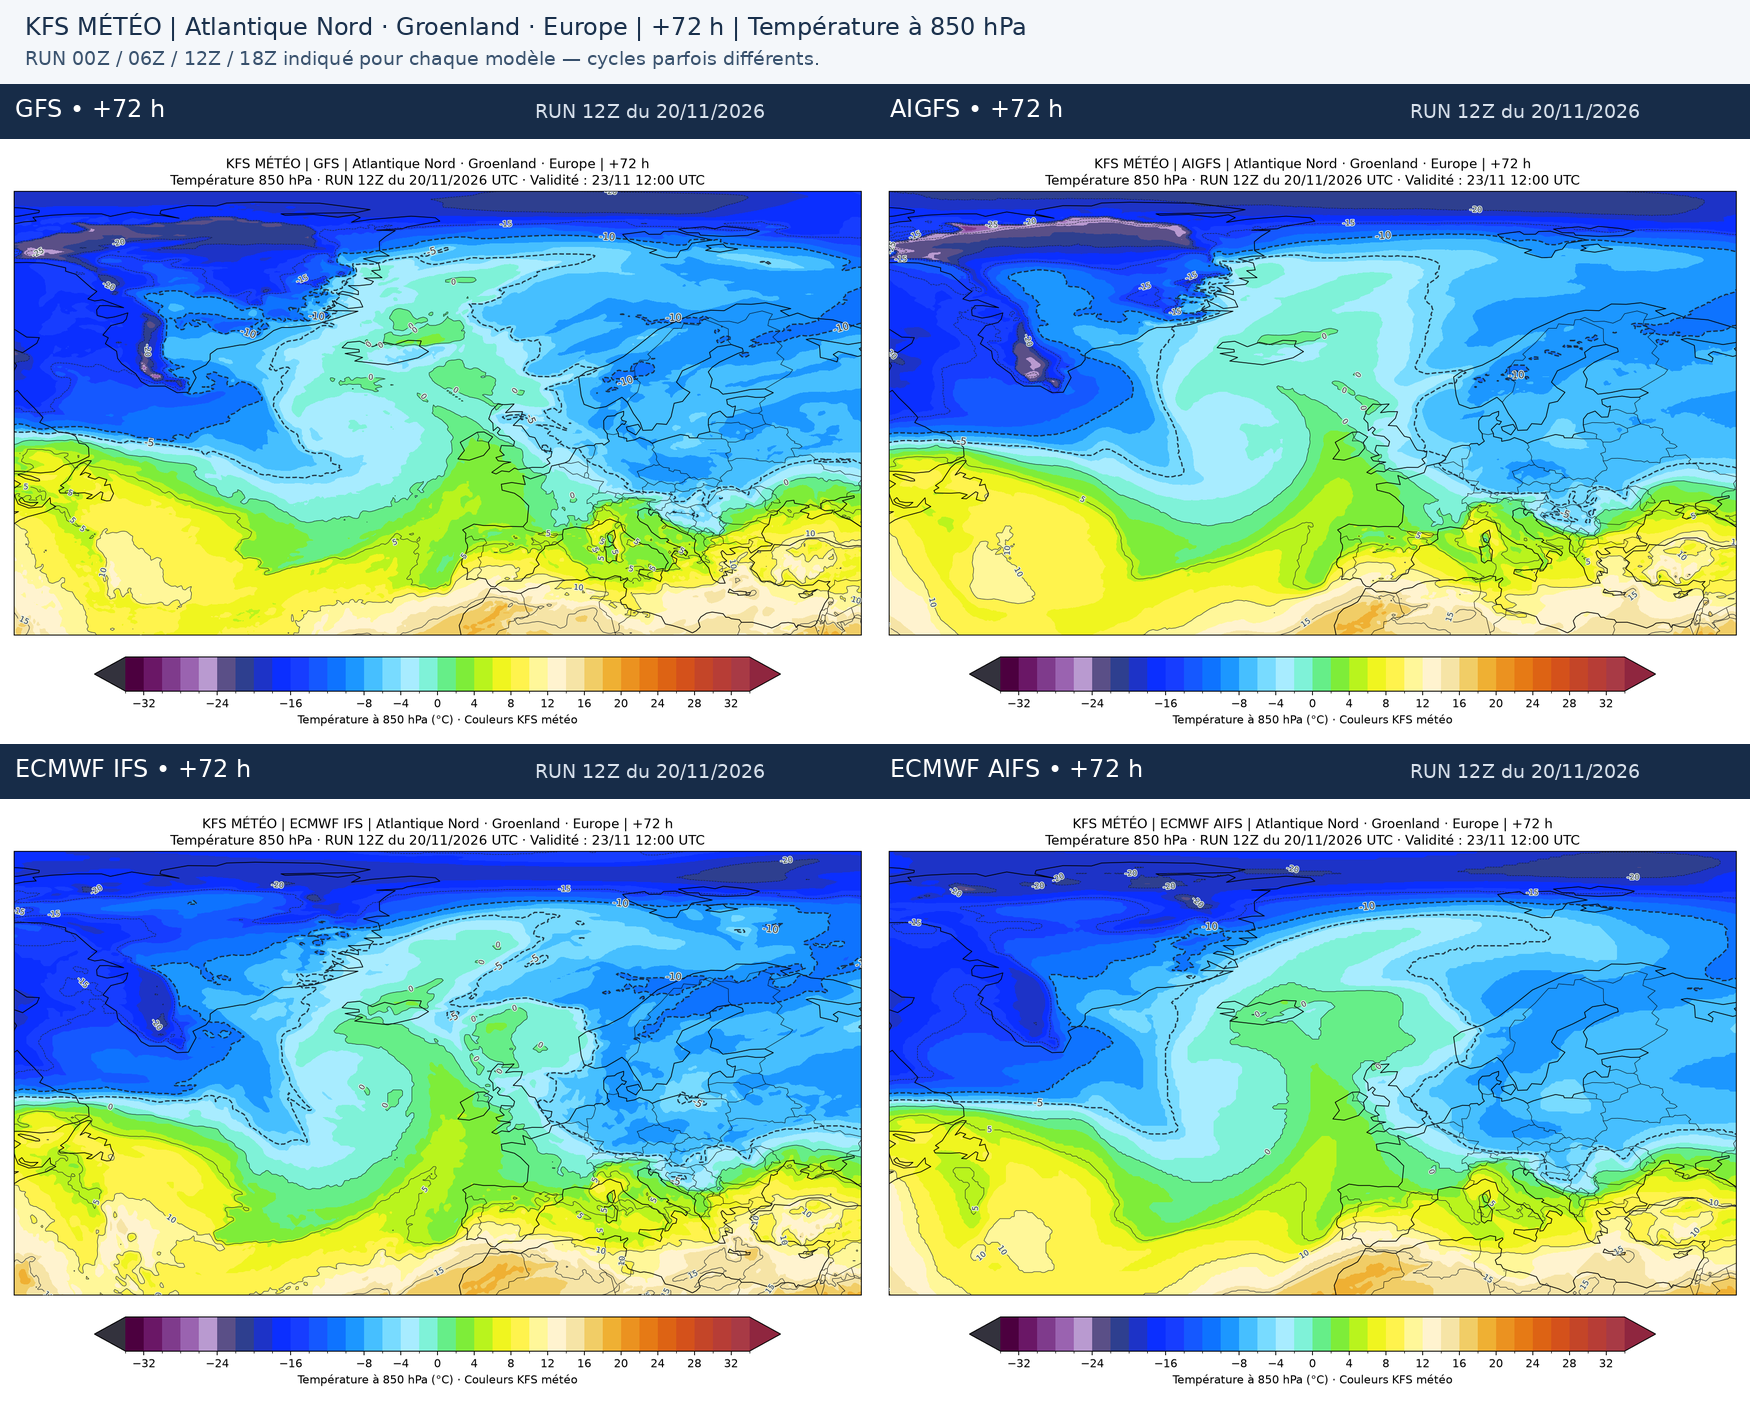 KFS MÉTÉO | Atlantique Nord · Groenland · Europe | +72 h | Température à 850 hPa
RUN 00Z / 06Z / 12Z / 18Z indiqué pour chaque modèle — cycles parfois différents.
GFS • +72 h
RUN 12Z du 20/11/2026
AIGFS • +72 h
RUN 12Z du 20/11/2026
KFS MÉTÉO | GFS | Atlantique Nord · Groenland · Europe | +72 h
Température 850 hPa · RUN 12Z du 20/11/2026 UTC · Validité : 23/11 12:00 UTC
KFS MÉTÉO | AIGFS | Atlantique Nord · Groenland · Europe | +72 h
Température 850 hPa · RUN 12Z du 20/11/2026 UTC · Validité : 23/11 12:00 UTC
−32 −24 −16 −8 −4 0 4 8 12 16 20 24 28 32
Température à 850 hPa (°C) · Couleurs KFS météo
−32 −24 −16 −8 −4 0 4 8 12 16 20 24 28 32
Température à 850 hPa (°C) · Couleurs KFS météo
ECMWF IFS • +72 h
RUN 12Z du 20/11/2026
ECMWF AIFS • +72 h
RUN 12Z du 20/11/2026
KFS MÉTÉO | ECMWF IFS | Atlantique Nord · Groenland · Europe | +72 h
Température 850 hPa · RUN 12Z du 20/11/2026 UTC · Validité : 23/11 12:00 UTC
KFS MÉTÉO | ECMWF AIFS | Atlantique Nord · Groenland · Europe | +72 h
Température 850 hPa · RUN 12Z du 20/11/2026 UTC · Validité : 23/11 12:00 UTC
−32 −24 −16 −8 −4 0 4 8 12 16 20 24 28 32
Température à 850 hPa (°C) · Couleurs KFS météo
−32 −24 −16 −8 −4 0 4 8 12 16 20 24 28 32
Température à 850 hPa (°C) · Couleurs KFS météo